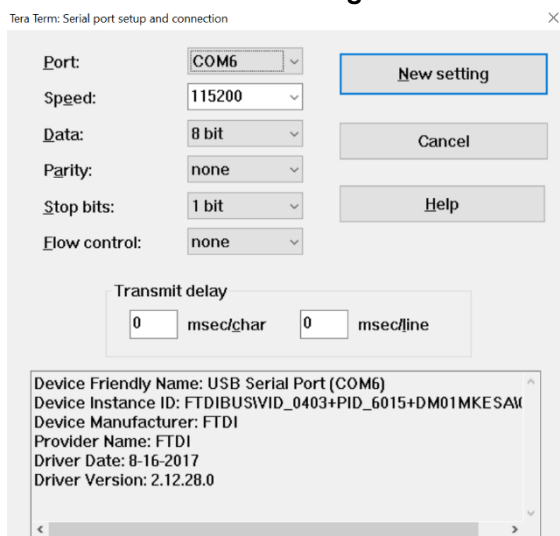 Tera Term: Serial port setup and connection
Port: COM6
New setting
Speed: 115200
Data: 8 bit
Cancel
Parity: none
Stop bits: 1 bit
Help
Flow control: none
Transmit delay
0 msec/char 0 msec/line
Device Friendly Name: USB Serial Port (COM6)
Device Instance ID: FTDIBUS\VID_0403+PID_6015+DM01MKESA\(
Device Manufacturer: FTDI
Provider Name: FTDI
Driver Date: 8-16-2017
Driver Version: 2.12.28.0